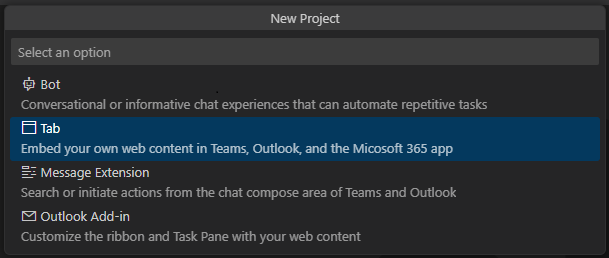 New Project
Select an option
Bot
Conversational or informative chat experiences that can automate repetitive tasks
Tab
Embed your own web content in Teams, Outlook, and the Micosoft 365 app
Message Extension
Search or initiate actions from the chat compose area of Teams and Outlook
Outlook Add-in
Customize the ribbon and Task Pane with your web content